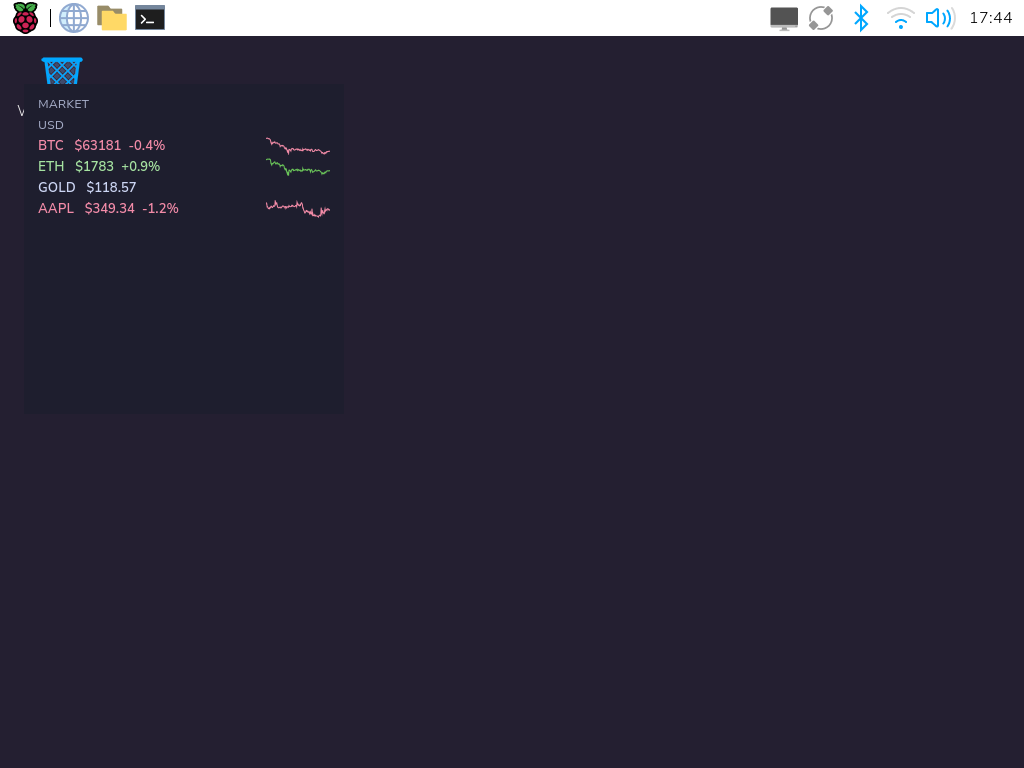 17:44
MARKET
USD
BTC $63181 -0.4%
ETH $1783 +0.9%
GOLD $118.57
AAPL $349.34 -1.2%